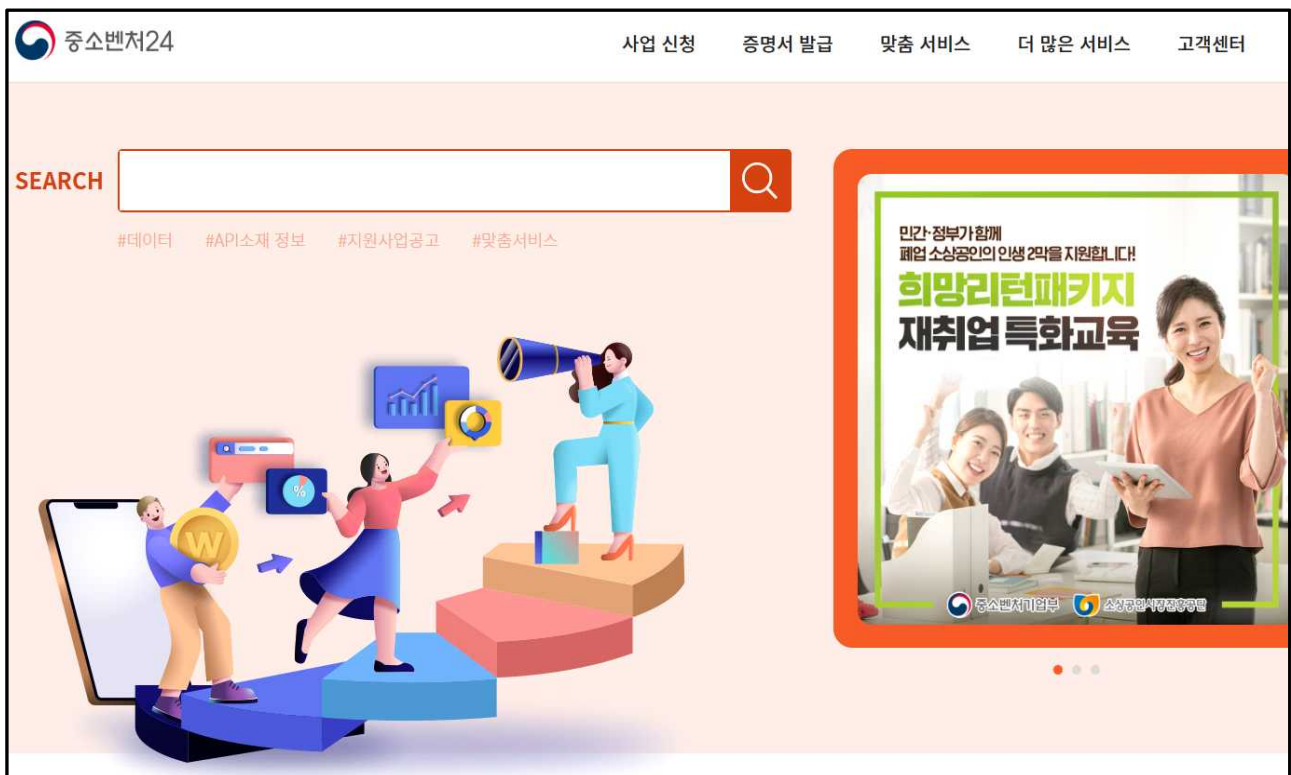 중소벤처24
사업 신청 증명서 발급 맞춤 서비스 더 많은 서비스 고객센터
SEARCH
#데이터 #API소재 정보 #지원사업공고 #맞춤서비스
민간·정부가 함께
폐업 소상공인의 인생 2막을 지원합니다!
희망리턴패키지
재취업 특화교육
중소벤처기업부 소상공인시장진흥공단
%
W